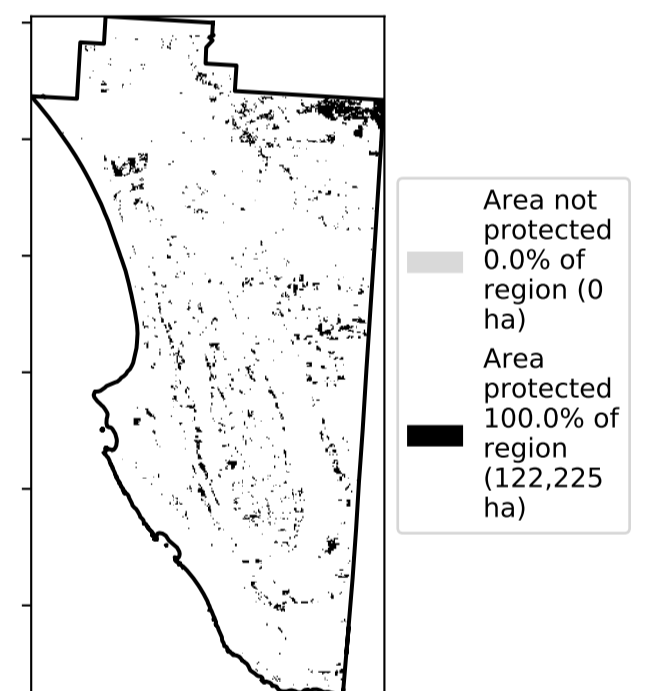 Area not
protected
0.0% of
region (0
ha)
Area
protected
100.0% of
region
(122,225
ha)